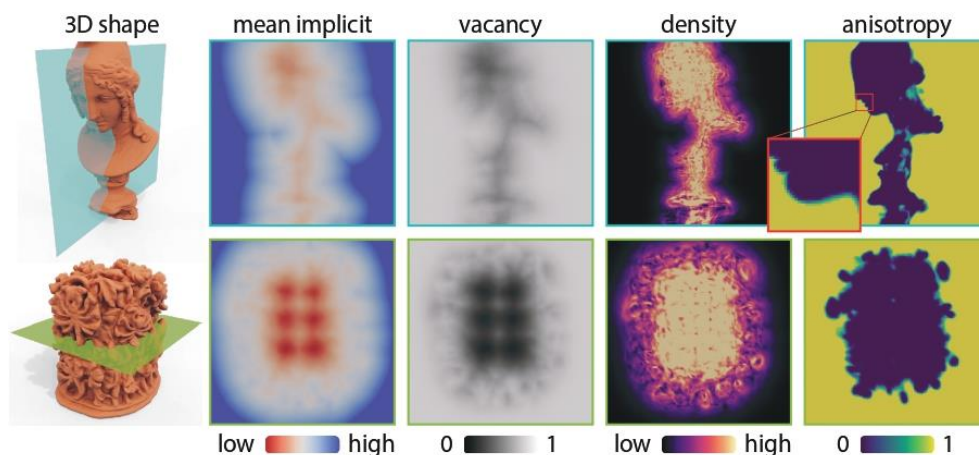 3D shape mean implicit vacancy density anisotropy
low high 0 1 low high 0 1